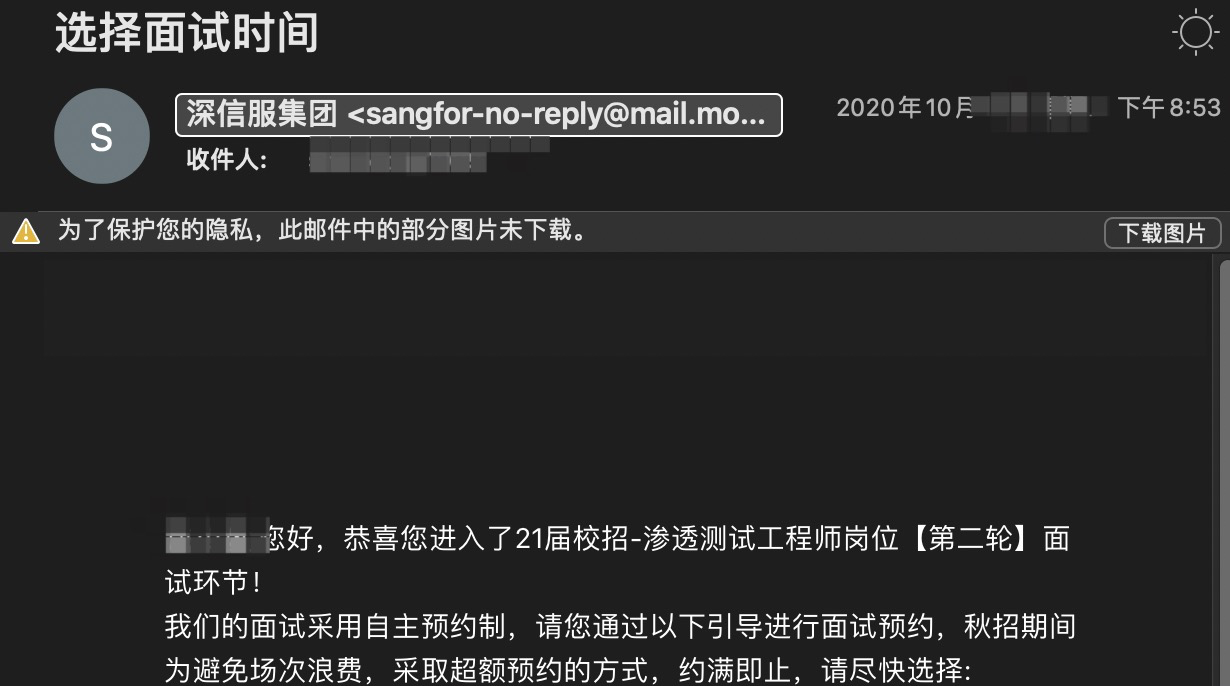 选择面试时间
S
深信服集团 <sangfor-no-reply@mail.mo...
2020年10月 下午8:53
收件人:
为了保护您的隐私，此邮件中的部分图片未下载。
下载图片
您好，恭喜您进入了21届校招-渗透测试工程师岗位【第二轮】面
试环节！
我们的面试采用自主预约制，请您通过以下引导进行面试预约，秋招期间
为避免场次浪费，采取超额预约的方式，约满即止，请尽快选择: